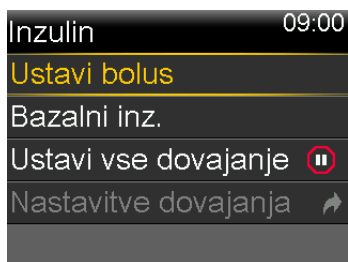 Inzulin 09:00
Ustavi bolus
Bazalni inz.
Ustavi vse dovajanje
Nastavitve dovajanja